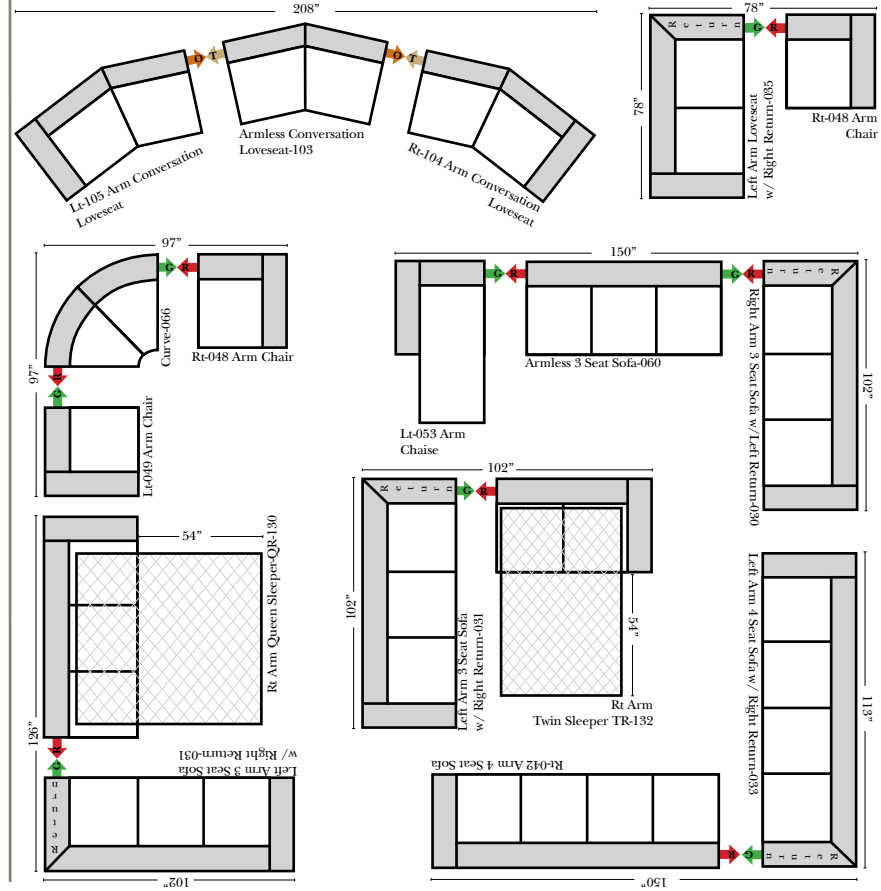 208”
O T
O T
Lt-105 Arm Conversation
Loveseat
Armless Conversation
Loveseat-103
Rt-104 Arm Conversation
Loveseat
78”
78”
Return
G R
Left Arm Loveseat
w/ Right Return-035
Rt-048 Arm
Chair
97”
97”
G R
Curve-066
Rt-048 Arm Chair
R
G
Lt-049 Arm Chair
150”
G R
G R
Return
Lt-053 Arm
Chaise
Armless 3 Seat Sofa-060
Right Arm 3 Seat Sofa w/Left Return-030
102”
126”
54”
Rt Arm Queen Sleeper-QR-130
R
G
Return
Left Arm 3 Seat Sofa
w/ Right Return-031
102”
102”
102”
Return
G R
Left Arm 3 Seat Sofa
w/ Right Return-031
54”
Rt Arm
Twin Sleeper TR-132
Left Arm 4 Seat Sofa w/ Right Return-033
113”
Rt-042 Arm 4 Seat Sofa
R G
Return
150”